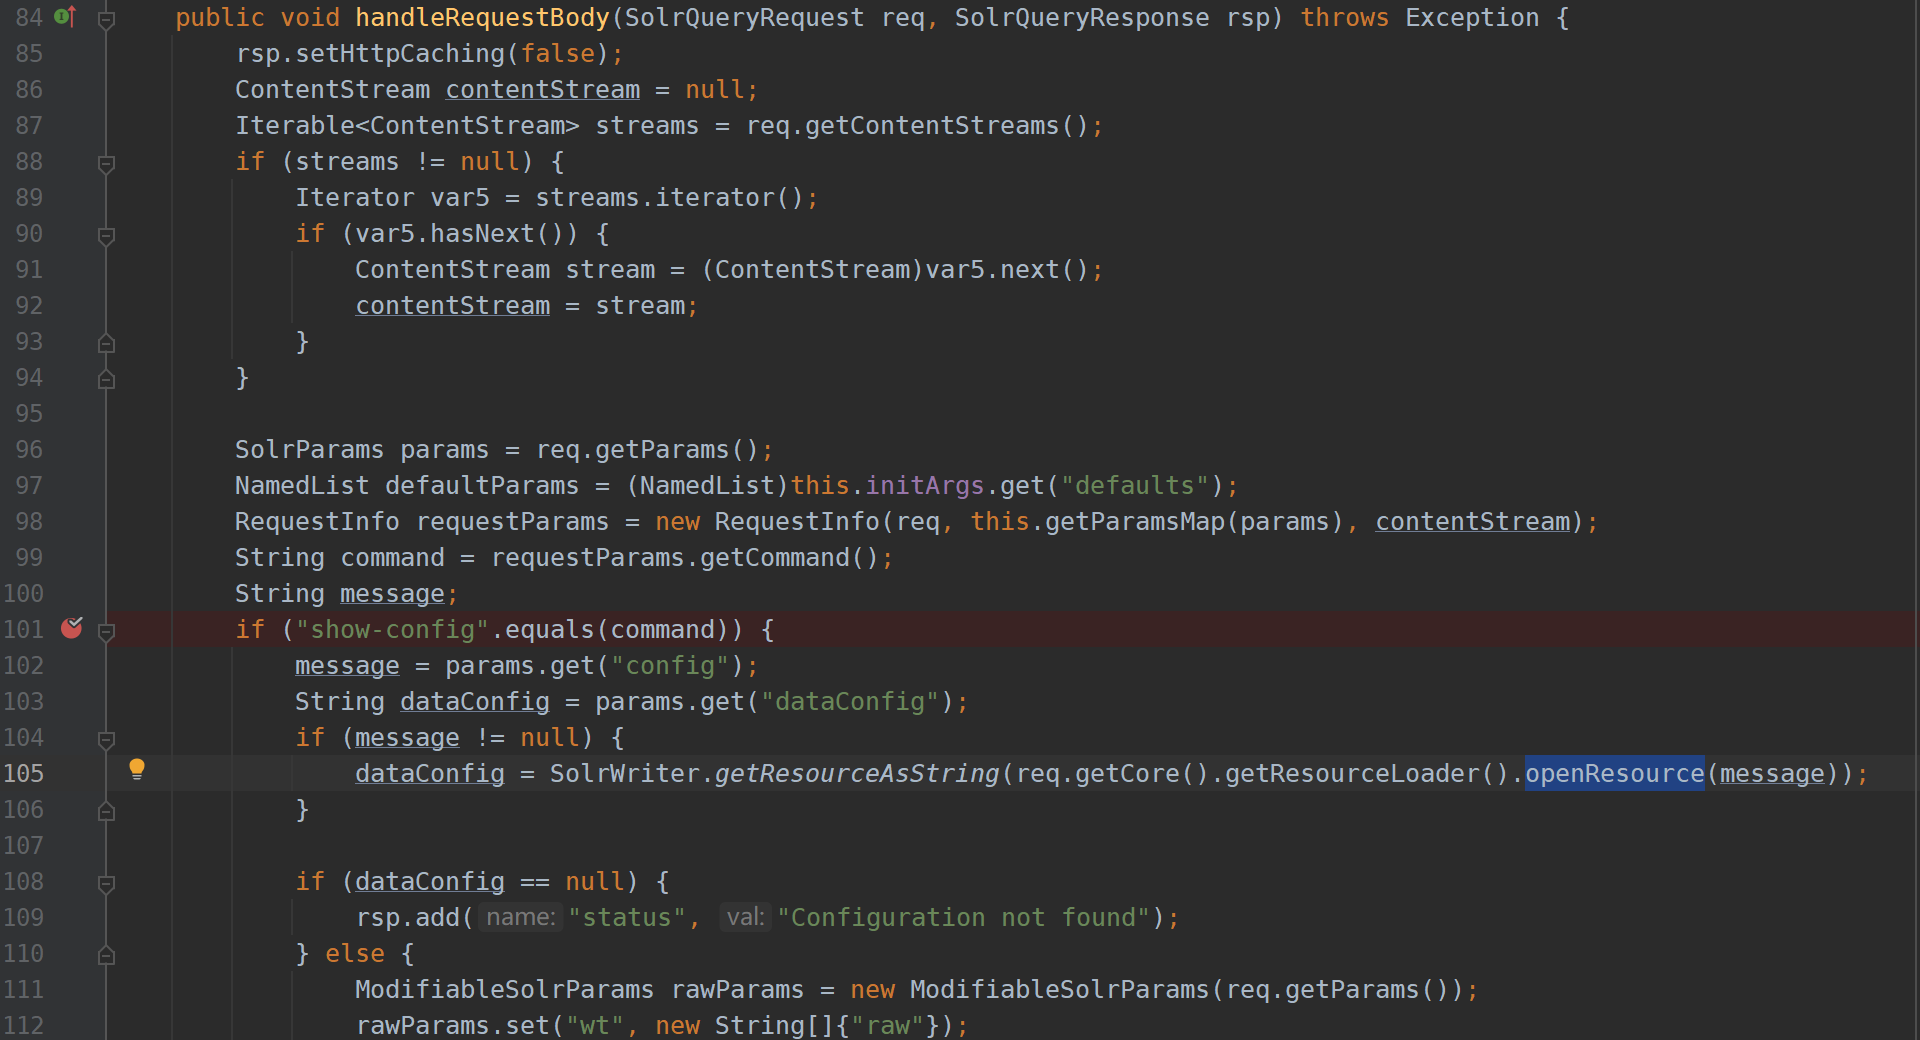 84 public void handleRequestBody(SolrQueryRequest req, SolrQueryResponse rsp) throws Exception {
85 rsp.setHttpCaching(false);
86 ContentStream contentStream = null;
87 Iterable<ContentStream> streams = req.getContentStreams();
88 if (streams != null) {
89 Iterator var5 = streams.iterator();
90 if (var5.hasNext()) {
91 ContentStream stream = (ContentStream)var5.next();
92 contentStream = stream;
93 }
94 }
95
96 SolrParams params = req.getParams();
97 NamedList defaultParams = (NamedList)this.initArgs.get("defaults");
98 RequestInfo requestParams = new RequestInfo(req, this.getParamsMap(params), contentStream);
99 String command = requestParams.getCommand();
100 String message;
101 if ("show-config".equals(command)) {
102 message = params.get("config");
103 String dataConfig = params.get("dataConfig");
104 if (message != null) {
105 dataConfig = SolrWriter.getResourceAsString(req.getCore().getResourceLoader().openResource(message));
106 }
107
108 if (dataConfig == null) {
109 rsp.add( name: "status", val: "Configuration not found");
110 } else {
111 ModifiableSolrParams rawParams = new ModifiableSolrParams(req.getParams());
112 rawParams.set("wt", new String[]{"raw"});